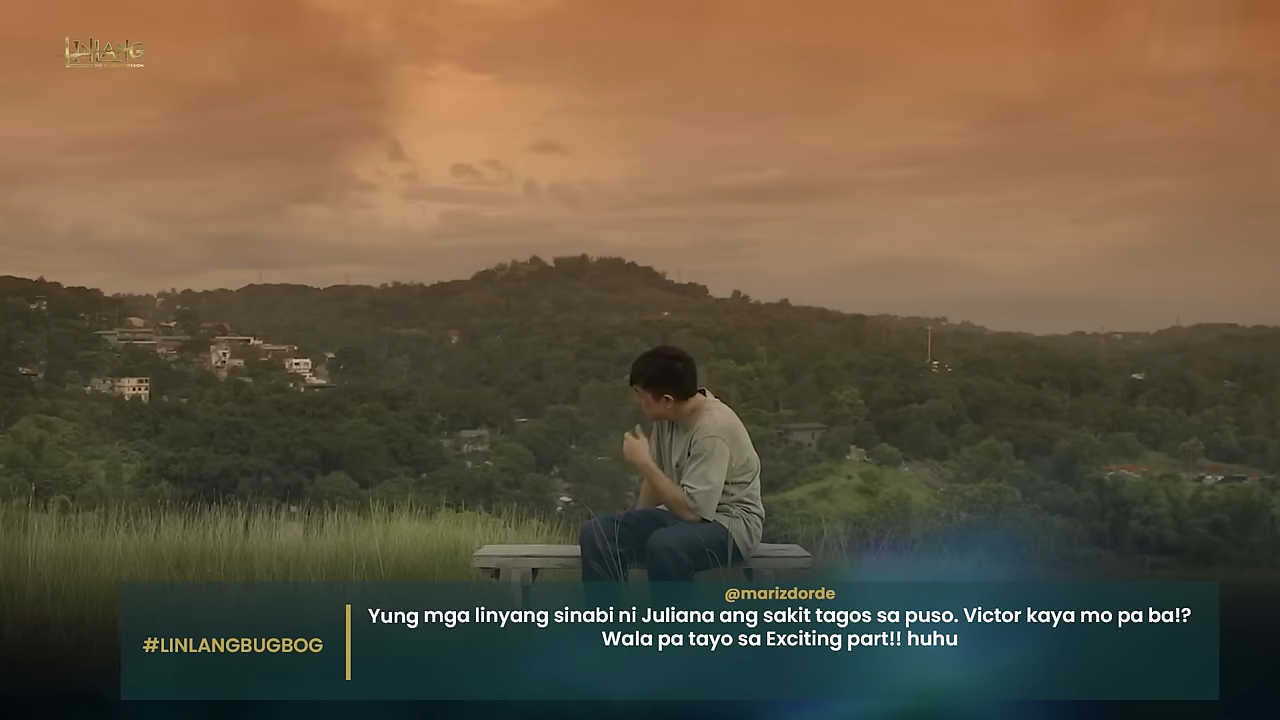 LINLANG
@marizdorde
Yung mga linyang sinabi ni Juliana ang sakit tagos sa puso. Victor kaya mo pa ba!?
Wala pa tayo sa Exciting part!! huhu
#LINLANGBUGBOG